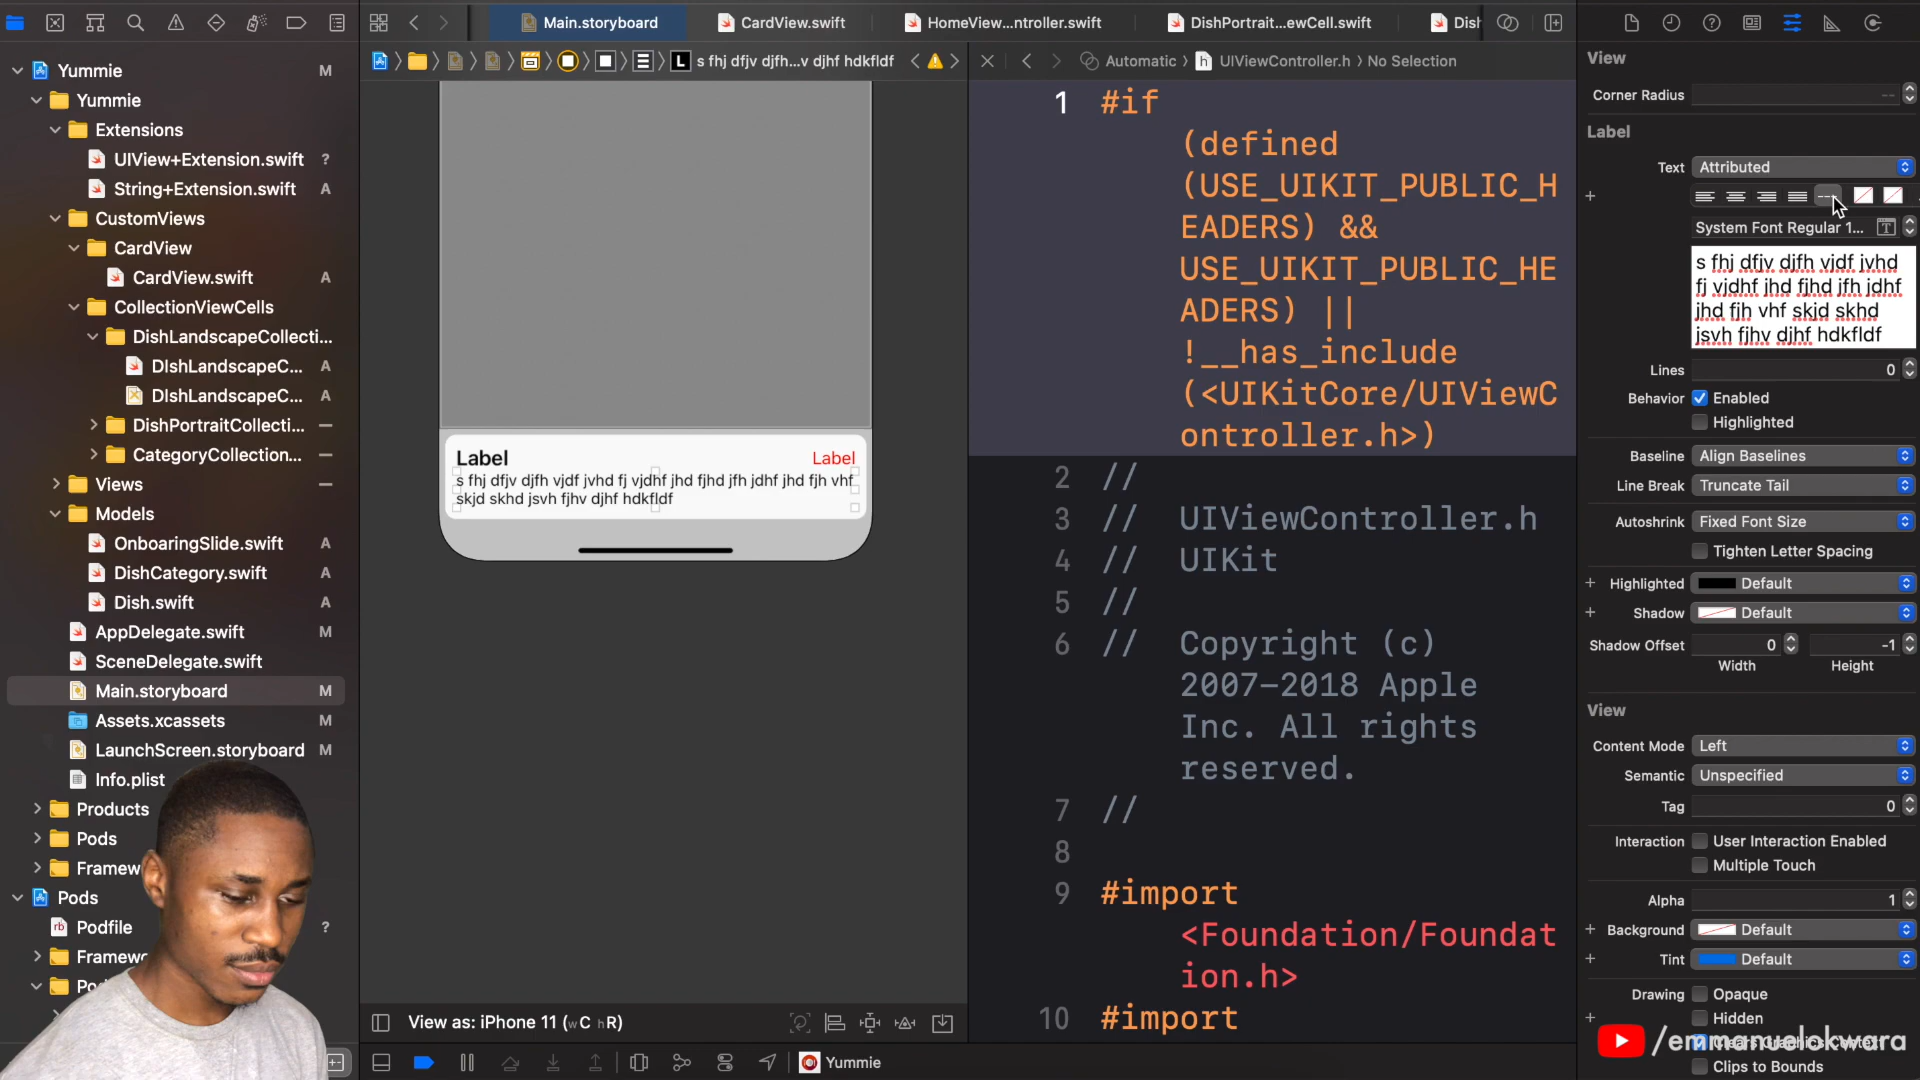 Main.storyboard
CardView.swift
HomeView...ntroller.swift
DishPortrait...ewCell.swift
Dish
L s fhj dfjv djfh...v djhf hdkfldf
Automatic
UIViewController.h
No Selection
Yummie M
Yummie
Extensions
UIView+Extension.swift ?
String+Extension.swift A
CustomViews
CardView
CardView.swift A
CollectionViewCells
DishLandscapeCollecti...
DIshLandscapeC... A
DIshLandscapeC... A
DishPortraitCollecti...
CategoryCollection...
Views
Models
OnboaringSlide.swift A
DishCategory.swift A
Dish.swift A
AppDelegate.swift M
SceneDelegate.swift
Main.storyboard M
Assets.xcassets M
LaunchScreen.storyboard M
Info.plist
Products
Pods
Framew
Pods
rb Podfile ?
Framewo
Po
Label
Label
s fhj dfjv djfh vjdf jvhd fj vjdhf jhd fjhd jfh jdhf jhd fjh vhf
skjd skhd jsvh fjhv djhf hdkfldf
View as: iPhone 11 (wC hR)
Yummie
1 #if
(defined
(USE_UIKIT_PUBLIC_H
EADERS) &&
USE_UIKIT_PUBLIC_HE
ADERS) ||
!__has_include
(<UIKitCore/UIViewC
ontroller.h>)
2 //
3 // UIViewController.h
4 // UIKit
5 //
6 // Copyright (c)
2007-2018 Apple
Inc. All rights
reserved.
7 //
8
9 #import
<Foundation/Foundat
ion.h>
10 #import
View
Corner Radius
Label
Text Attributed
System Font Regular 1... T
s fhj dfjv djfh vjdf jvhd
fj vjdhf jhd fjhd jfh jdhf
jhd fjh vhf skjd skhd
jsvh fjhv djhf hdkfldf
Lines 0
Behavior Enabled
Highlighted
Baseline Align Baselines
Line Break Truncate Tail
Autoshrink Fixed Font Size
Tighten Letter Spacing
+ Highlighted Default
+ Shadow Default
Shadow Offset 0 -1
Width Height
View
Content Mode Left
Semantic Unspecified
Tag 0
Interaction User Interaction Enabled
Multiple Touch
Alpha 1
+ Background Default
+ Tint Default
Drawing Opaque
+ Hidden
/emmanuelokwara
Clips to Bounds